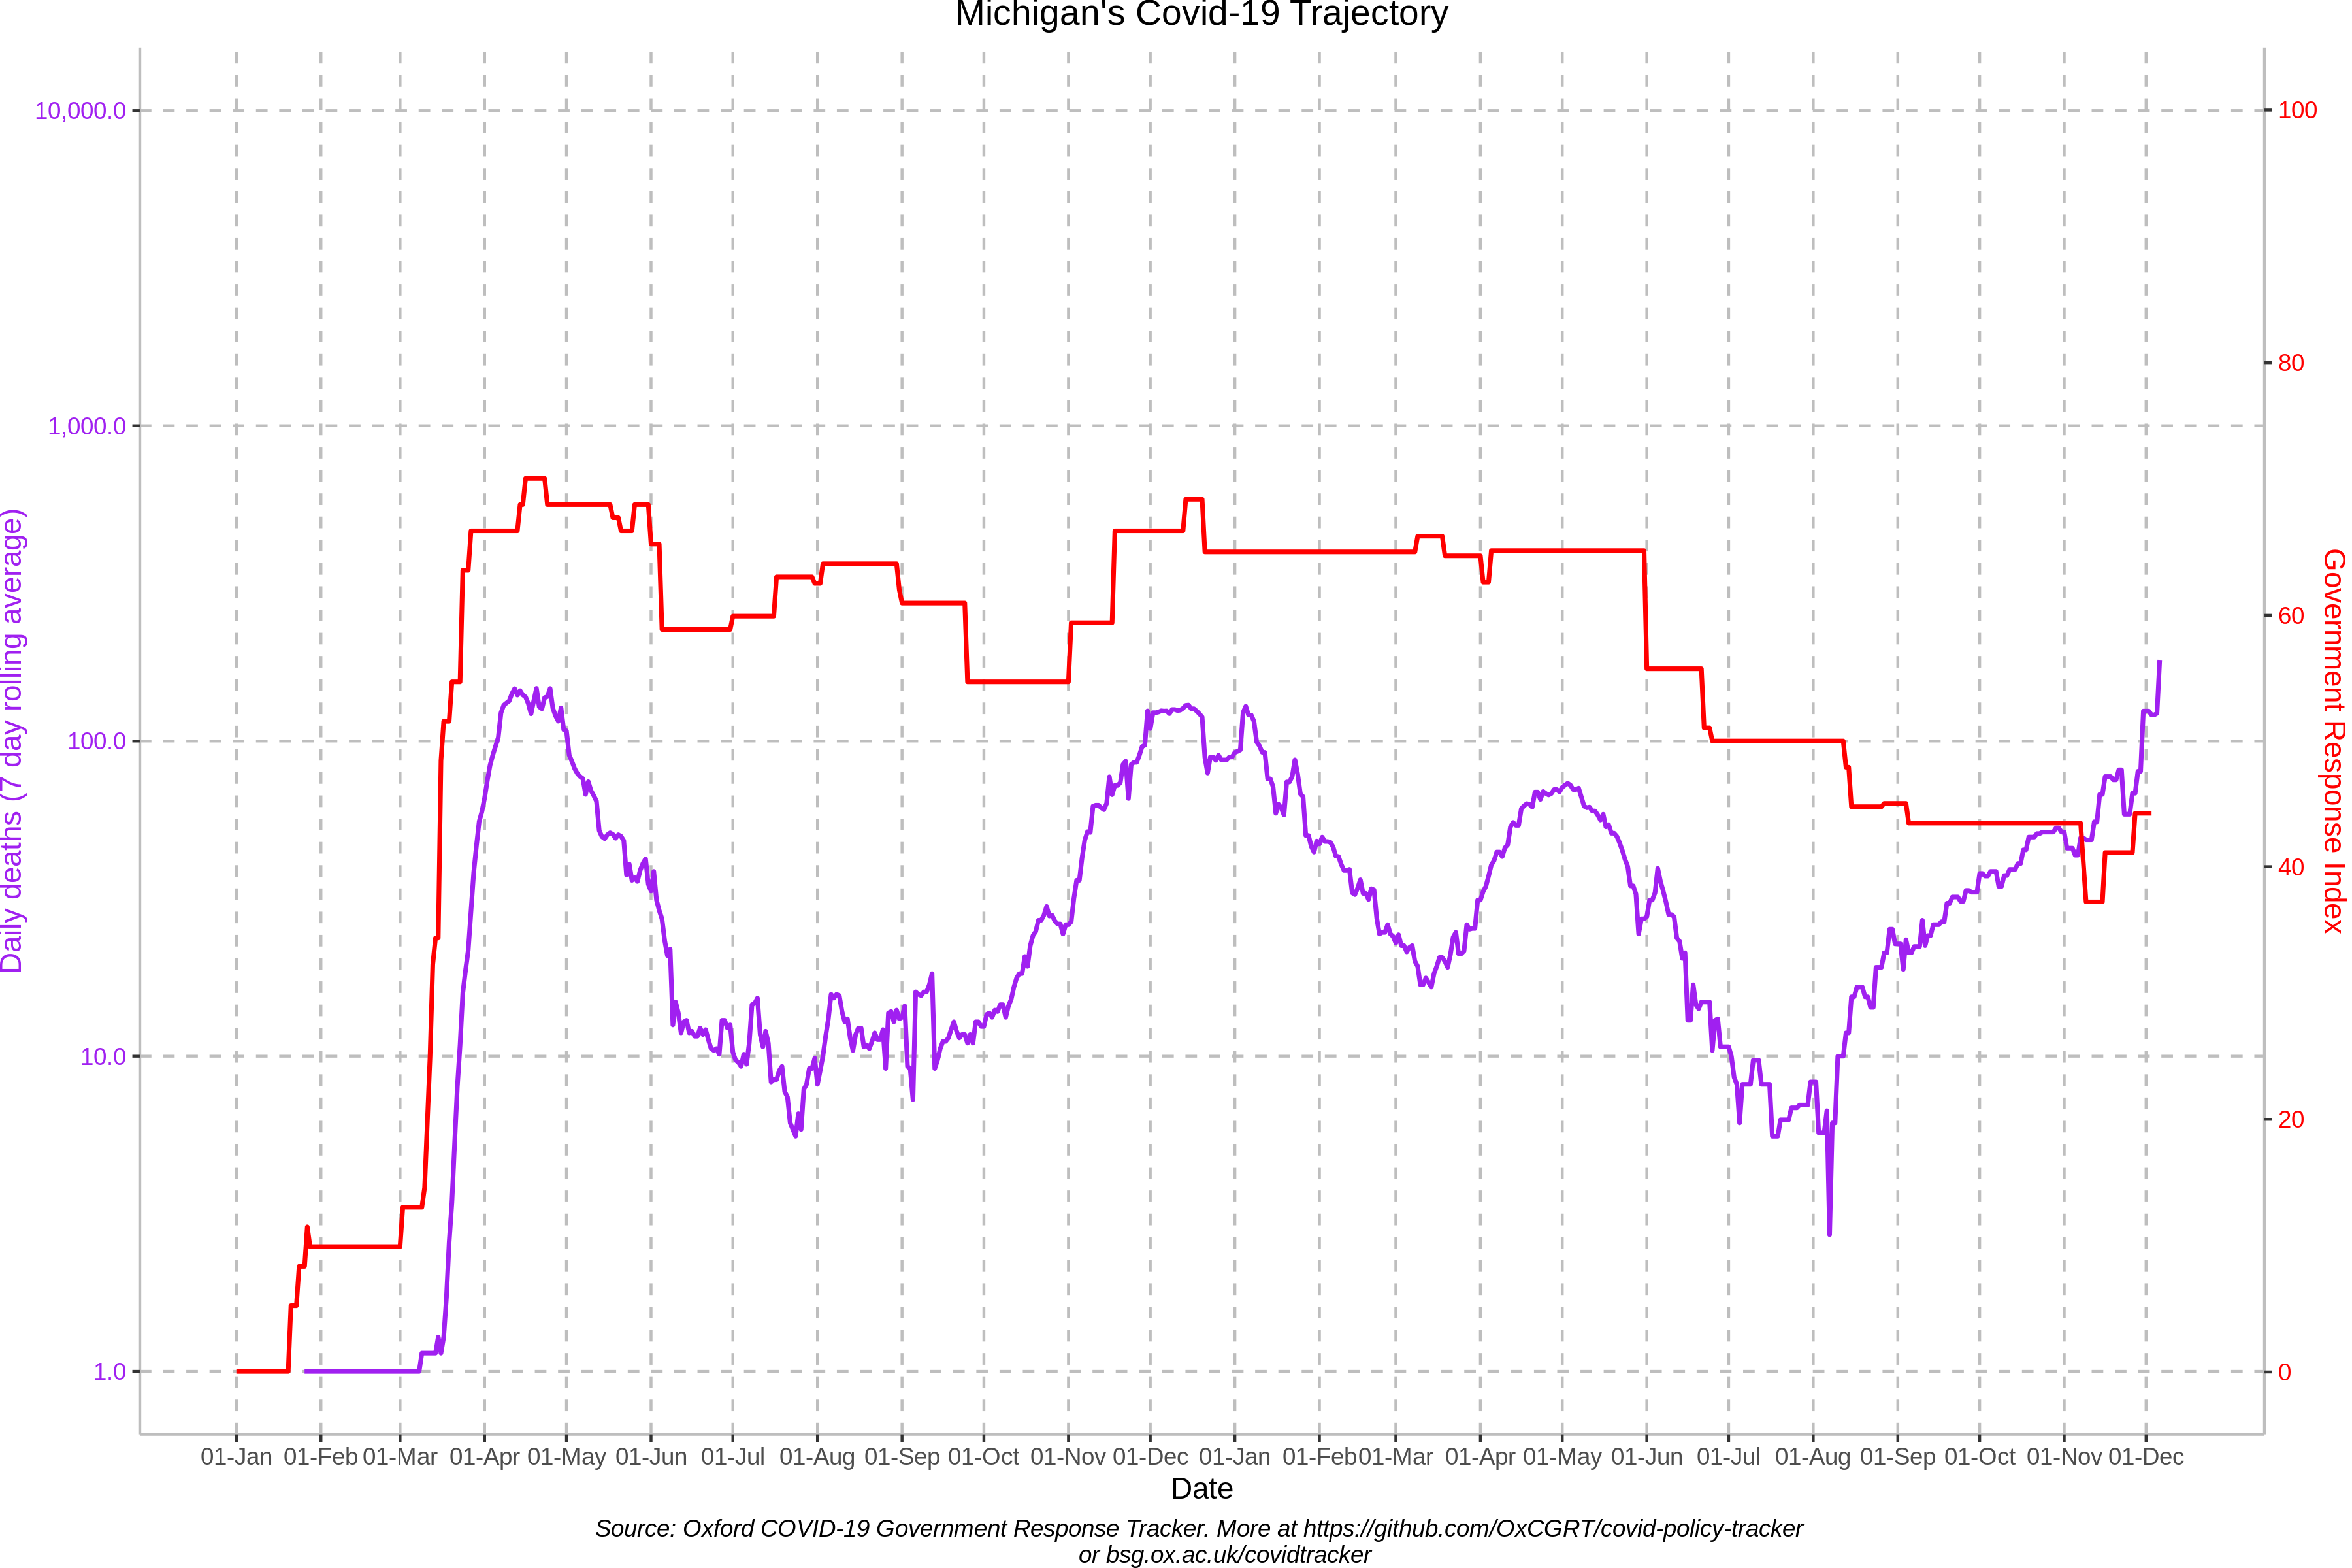 Michigan's Covid-19 Trajectory
Daily deaths (7 day rolling average)
10,000.0
1,000.0
100.0
10.0
1.0
100
80
60
40
20
0
Government Response Index
01-Jan 01-Feb 01-Mar 01-Apr 01-May 01-Jun 01-Jul 01-Aug 01-Sep 01-Oct 01-Nov 01-Dec 01-Jan 01-Feb 01-Mar 01-Apr 01-May 01-Jun 01-Jul 01-Aug 01-Sep 01-Oct 01-Nov 01-Dec
Date
Source: Oxford COVID-19 Government Response Tracker. More at https://github.com/OxCGRT/covid-policy-tracker
or bsg.ox.ac.uk/covidtracker